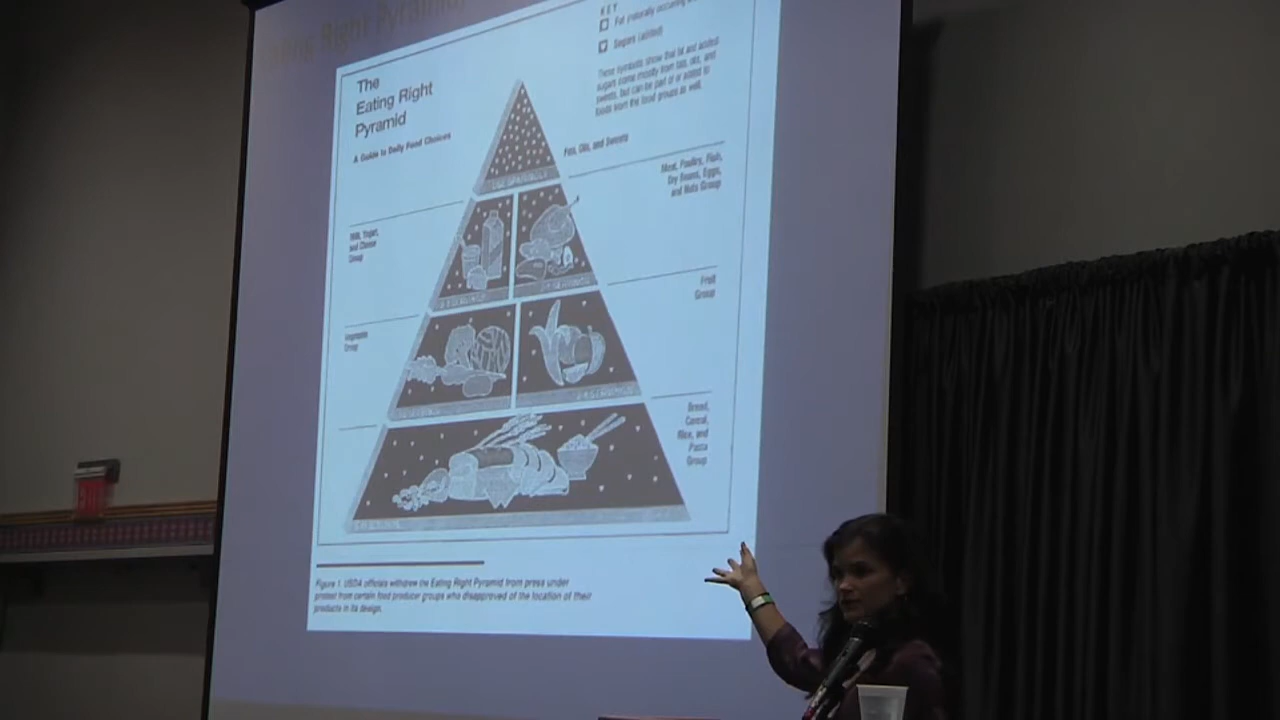 Eating Right Pyramid
The
Eating Right
Pyramid
A Guide to Daily Food Choices
KEY
Fat (naturally occurring
Sugars (added)
These symbols show that fat and added
sugars come mostly from fats, oils, and
sweets, but can be part of or added to
foods from the food groups as well.
Fats, Oils, and Sweets
Milk, Yogurt,
and Cheese
Group
Meat, Poultry, Fish,
Dry Beans, Eggs,
and Nuts Group
Vegetable
Group
Fruit
Group
Bread,
Cereal,
Rice, and
Pasta
Group
Figure 1. USDA officials withdrew the Eating Right Pyramid from press under
protest from certain food producer groups who disapproved of the location of their
products in its design.